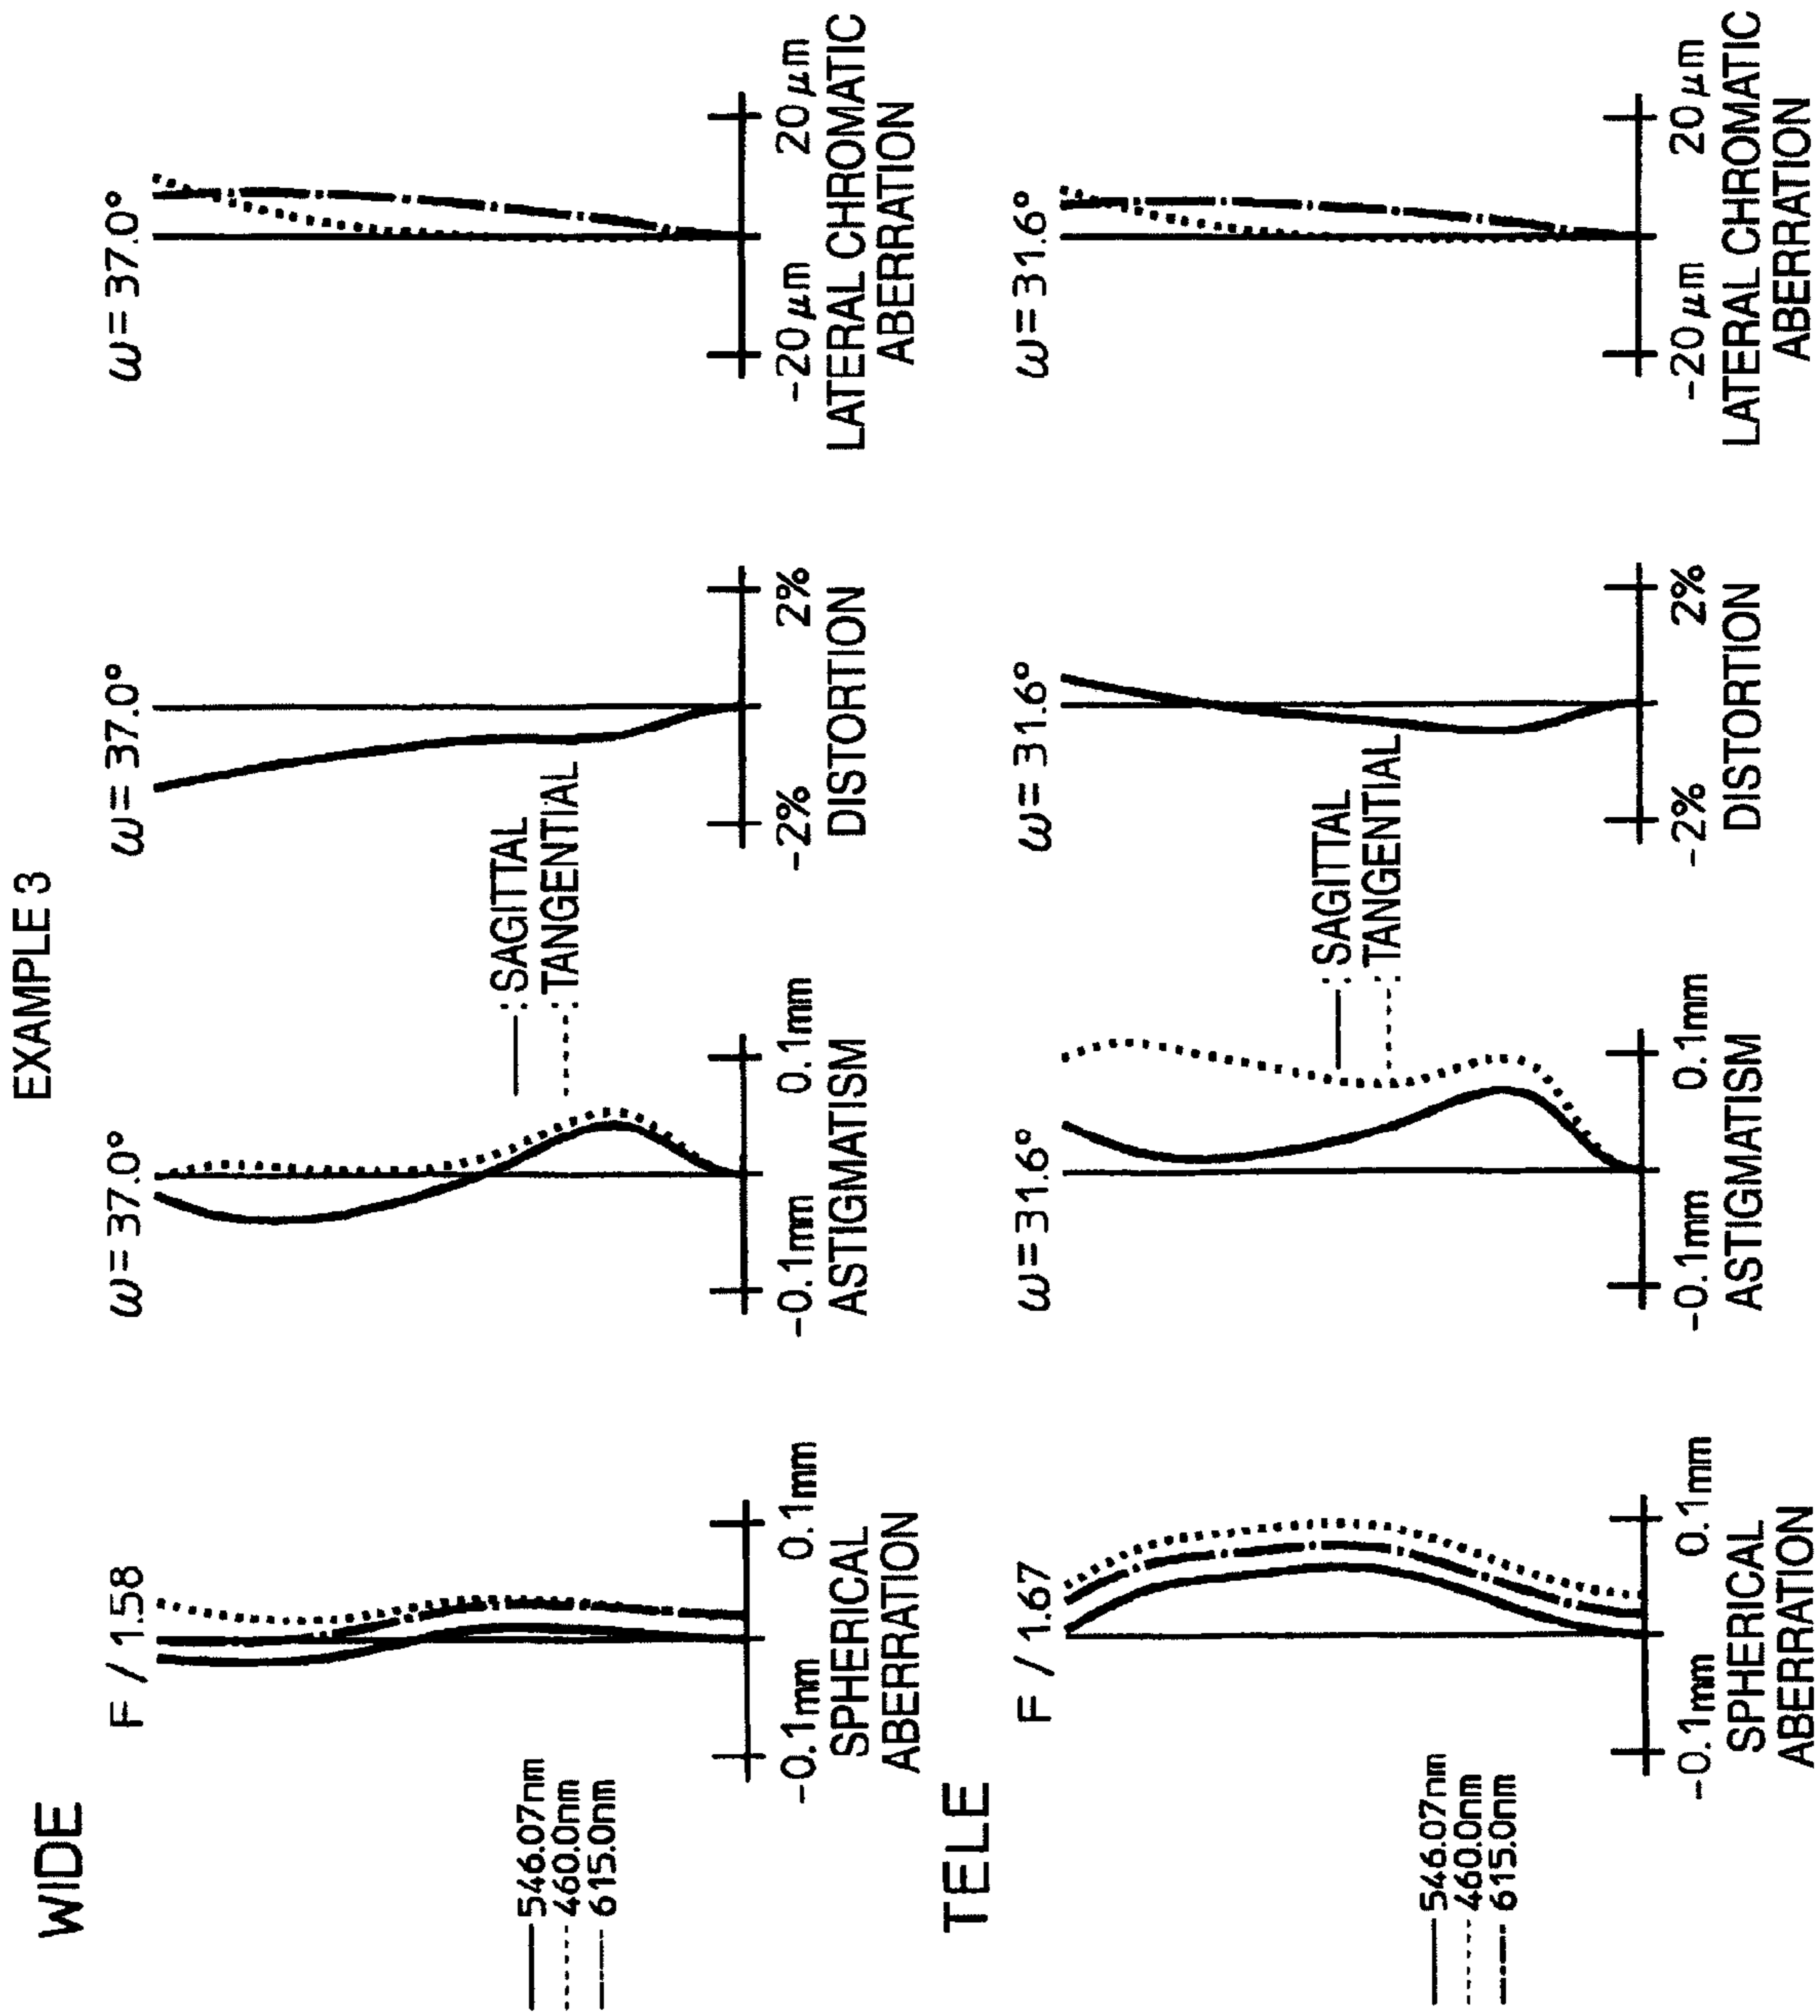 EXAMPLE 3
WIDE
F / 1.58
546.07nm
460.0nm
615.0nm
-0.1mm
0.1mm
SPHERICAL
ABERRATION
ω=37.0°
: SAGITTAL
: TANGENTIAL
-0.1mm
0.1mm
ASTIGMATISM
ω=37.0°
-2%
2%
DISTORTION
ω=37.0°
-20μm
20μm
LATERAL CHROMATIC
ABERRATION
TELE
F / 1.67
546.07nm
460.0nm
615.0nm
-0.1mm
0.1mm
SPHERICAL
ABERRATION
ω=31.6°
: SAGITTAL
: TANGENTIAL
-0.1mm
0.1mm
ASTIGMATISM
ω=31.6°
-2%
2%
DISTORTION
ω=31.6°
-20μm
20μm
LATERAL CHROMATIC
ABERRATION